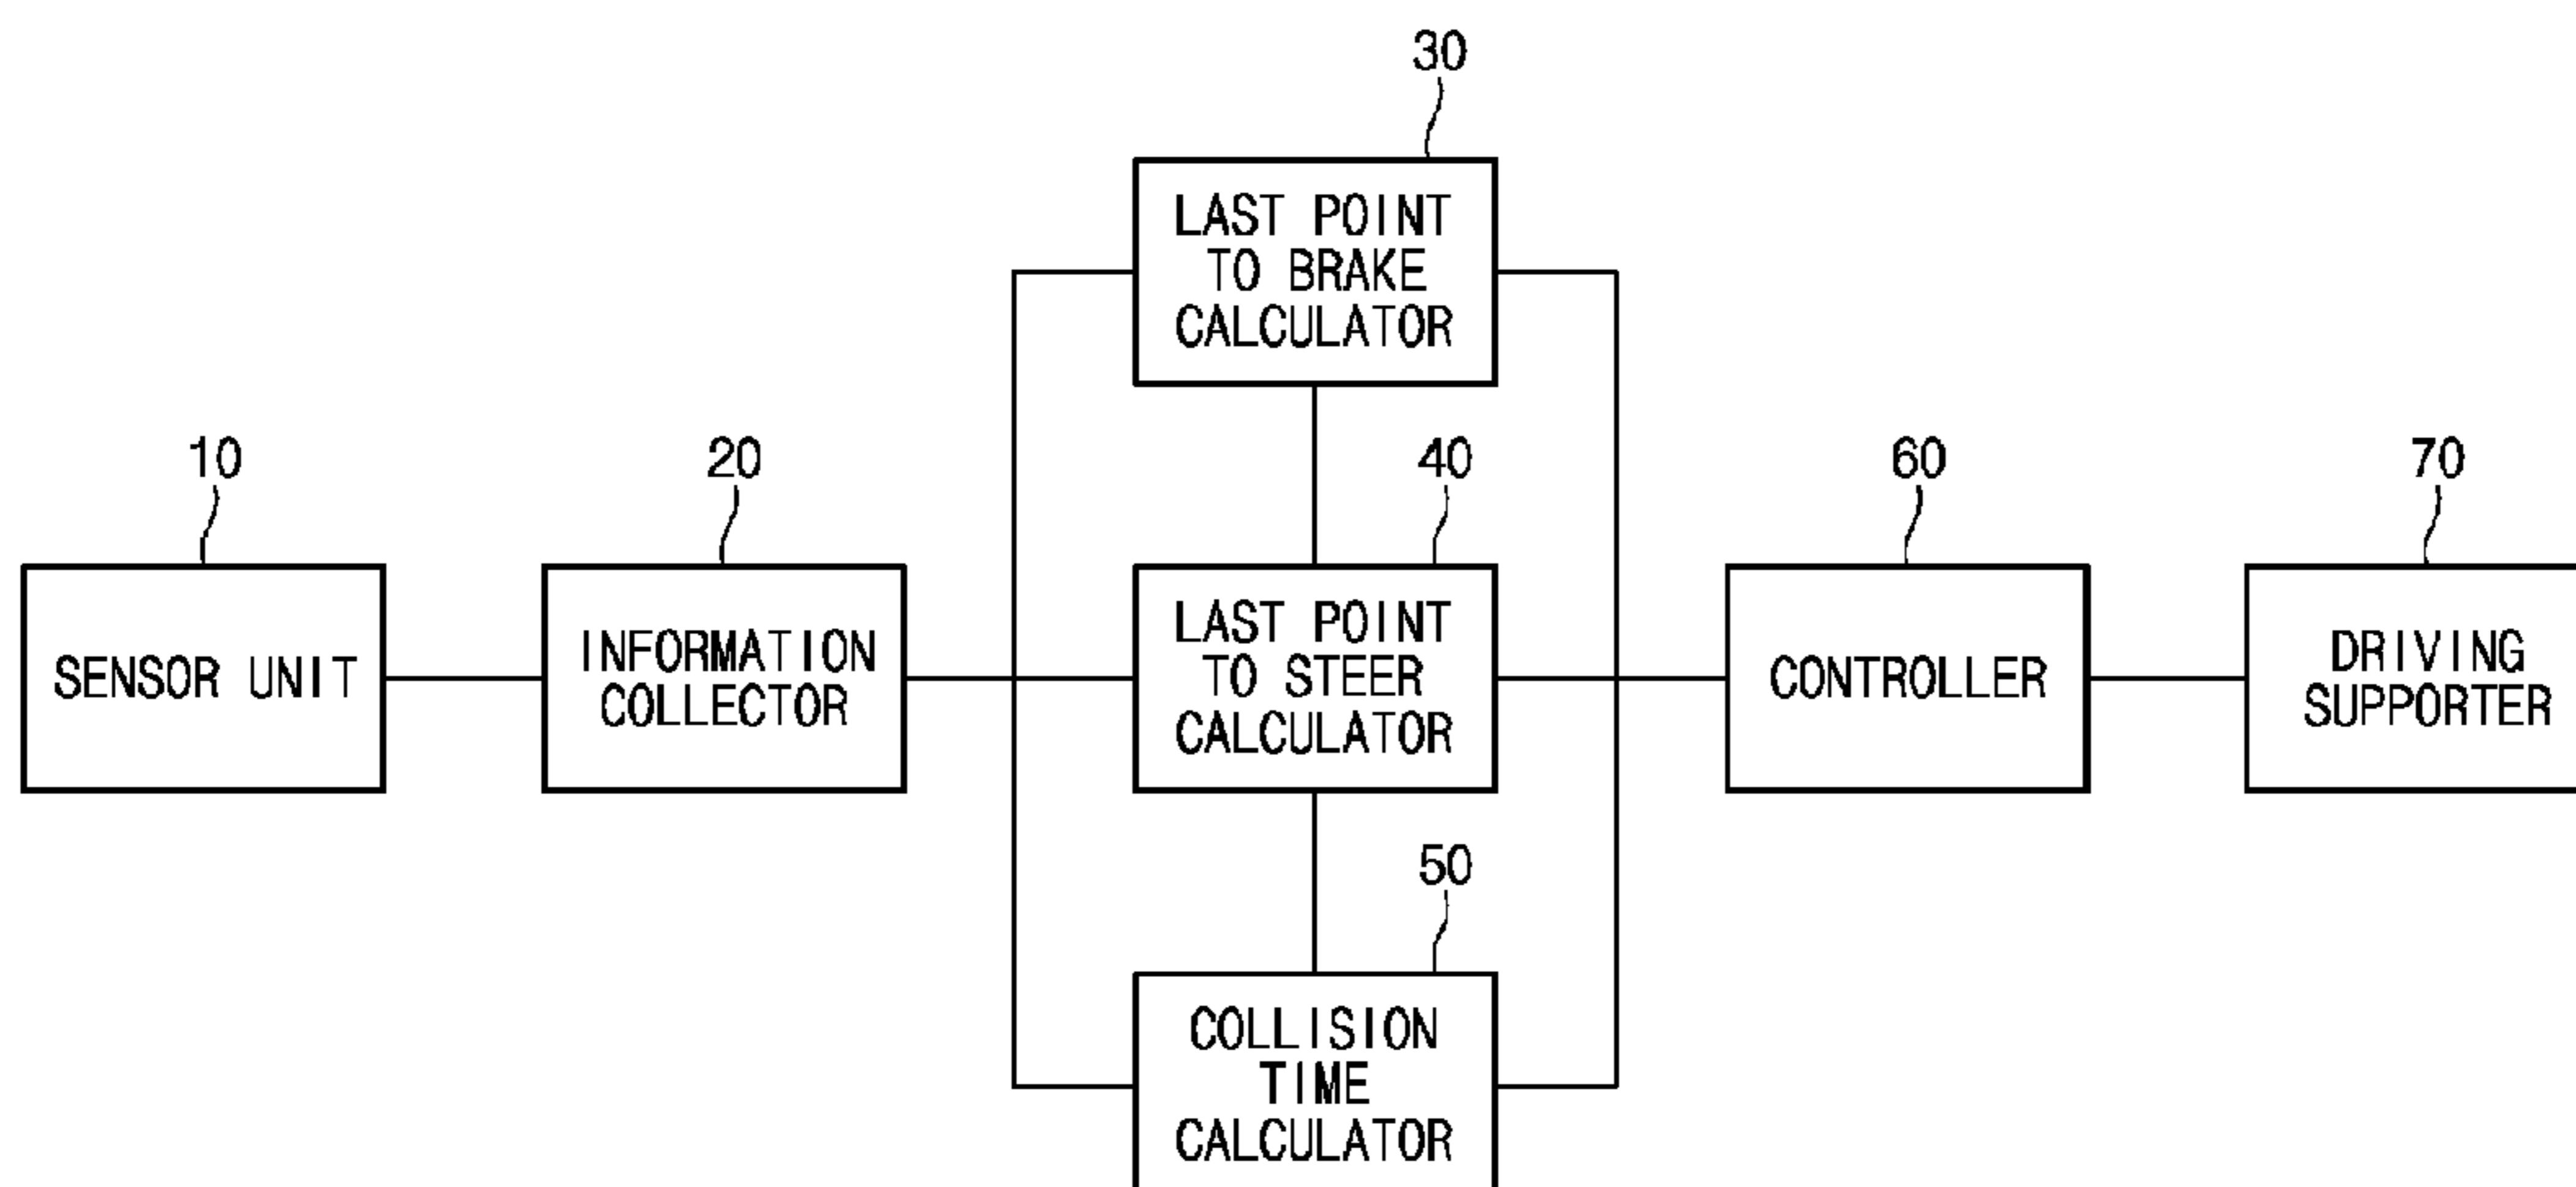 30
LAST POINT
TO BRAKE
CALCULATOR
10
SENSOR UNIT
20
INFORMATION
COLLECTOR
40
LAST POINT
TO STEER
CALCULATOR
60
CONTROLLER
70
DRIVING
SUPPORTER
50
COLLISION
TIME
CALCULATOR